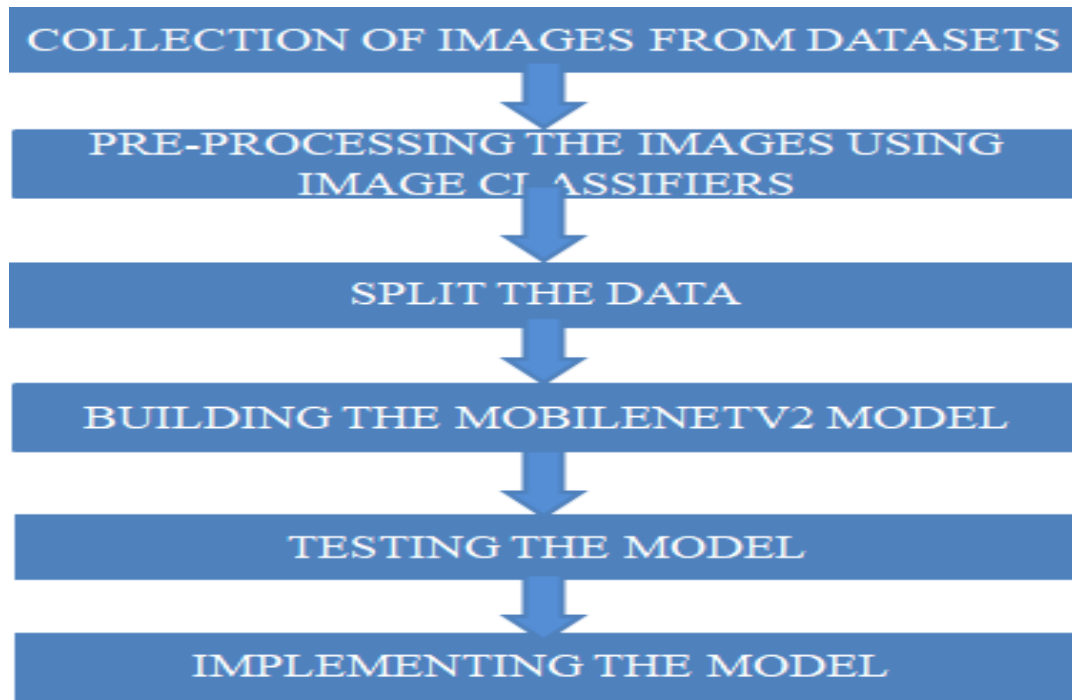 COLLECTION OF IMAGES FROM DATASETS
PRE-PROCESSING THE IMAGES USING
IMAGE CLASSIFIERS
SPLIT THE DATA
BUILDING THE MOBILENETV2 MODEL
TESTING THE MODEL
IMPLEMENTING THE MODEL